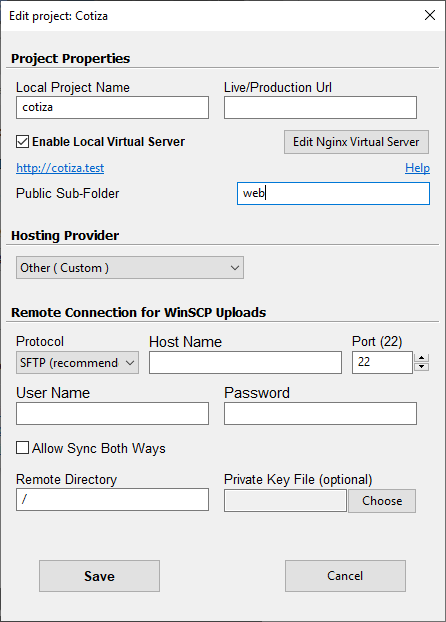 Edit project: Cotiza
Project Properties
Local Project Name
Live/Production Url
cotiza
Enable Local Virtual Server
Edit Nginx Virtual Server
http://cotiza.test
Help
Public Sub-Folder
web
Hosting Provider
Other ( Custom )
Remote Connection for WinSCP Uploads
Protocol
Host Name
Port (22)
SFTP (recommend
22
User Name
Password
Allow Sync Both Ways
Remote Directory
Private Key File (optional)
/
Choose
Save
Cancel